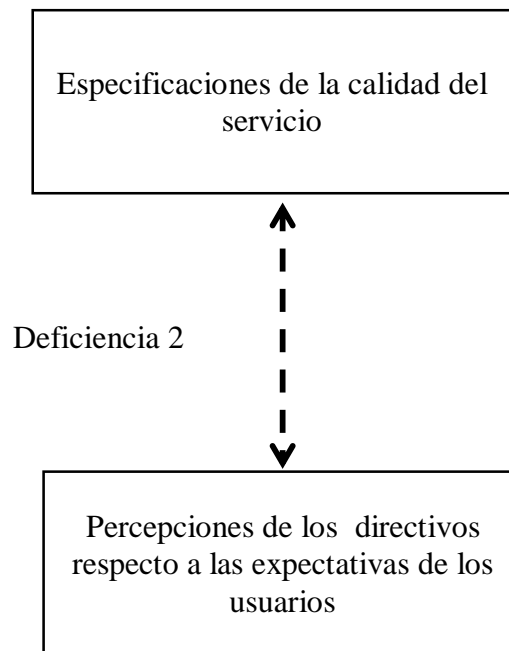 Especificaciones de la calidad del
servicio
Deficiencia 2
Percepciones de los directivos
respecto a las expectativas de los
usuarios